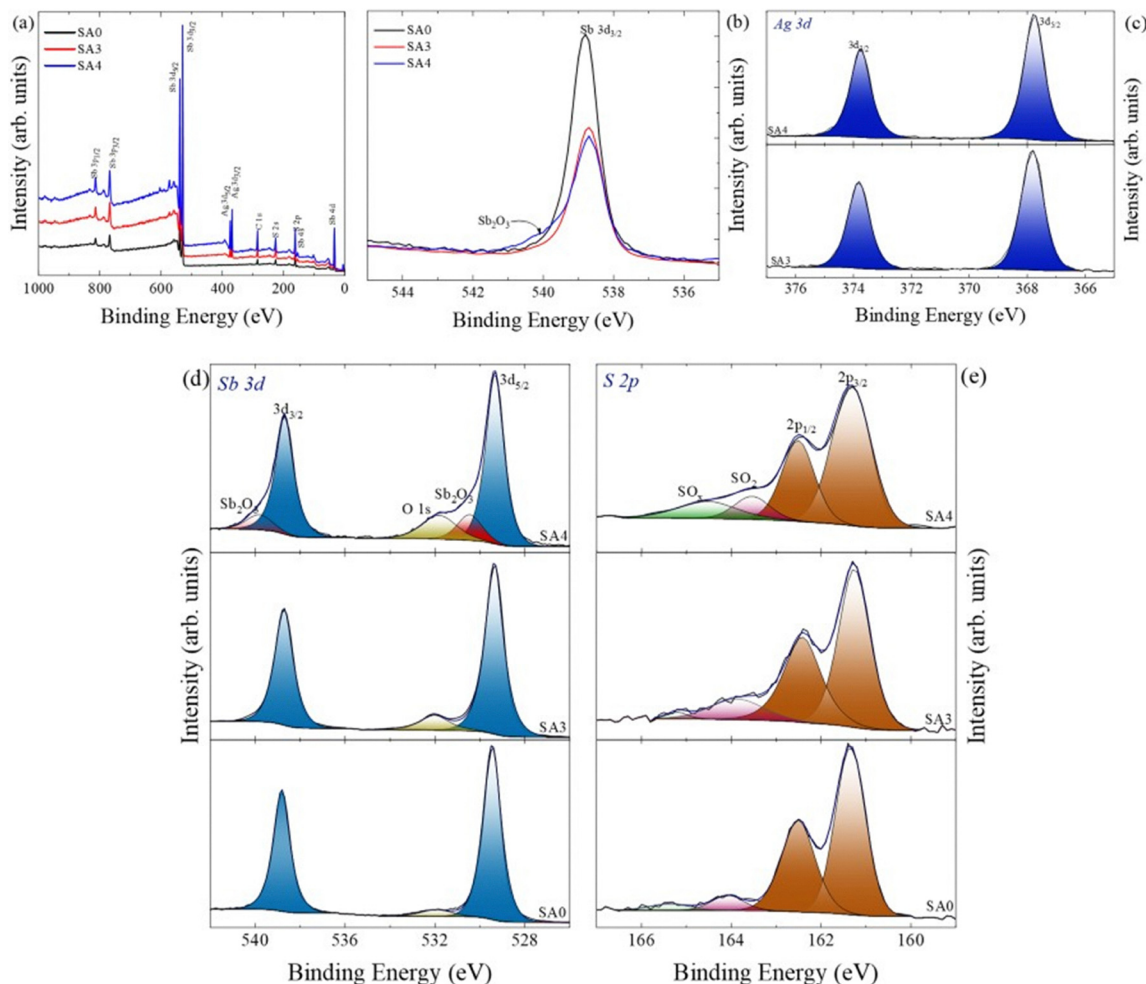 (a)
SA0
SA3
SA4
Sb 3p1/2
Sb 3p3/2
Sb 3d3/2
Sb 3d5/2
Ag 3d3/2
C 1s
S 2s
S 2p
Sb 4s
Sb 4d
Intensity (arb. units)
1000 800 600 400 200 0
Binding Energy (eV)
(b)
SA0
SA3
SA4
Sb 3d3/2
Sb2O3
Intensity (arb. units)
544 542 540 538 536
Binding Energy (eV)
(c)
Ag 3d
3d3/2
3d5/2
SA4
SA3
Intensity (arb. units)
376 374 372 370 368 366
Binding Energy (eV)
(d)
Sb 3d
3d3/2
3d5/2
Sb2O3
O 1s
Sb2O3
SA4
SA3
SA0
Intensity (arb. units)
540 536 532 528
Binding Energy (eV)
(e)
S 2p
2p3/2
2p1/2
SO2
SOx
SA4
SA3
SA0
Intensity (arb. units)
166 164 162 160
Binding Energy (eV)